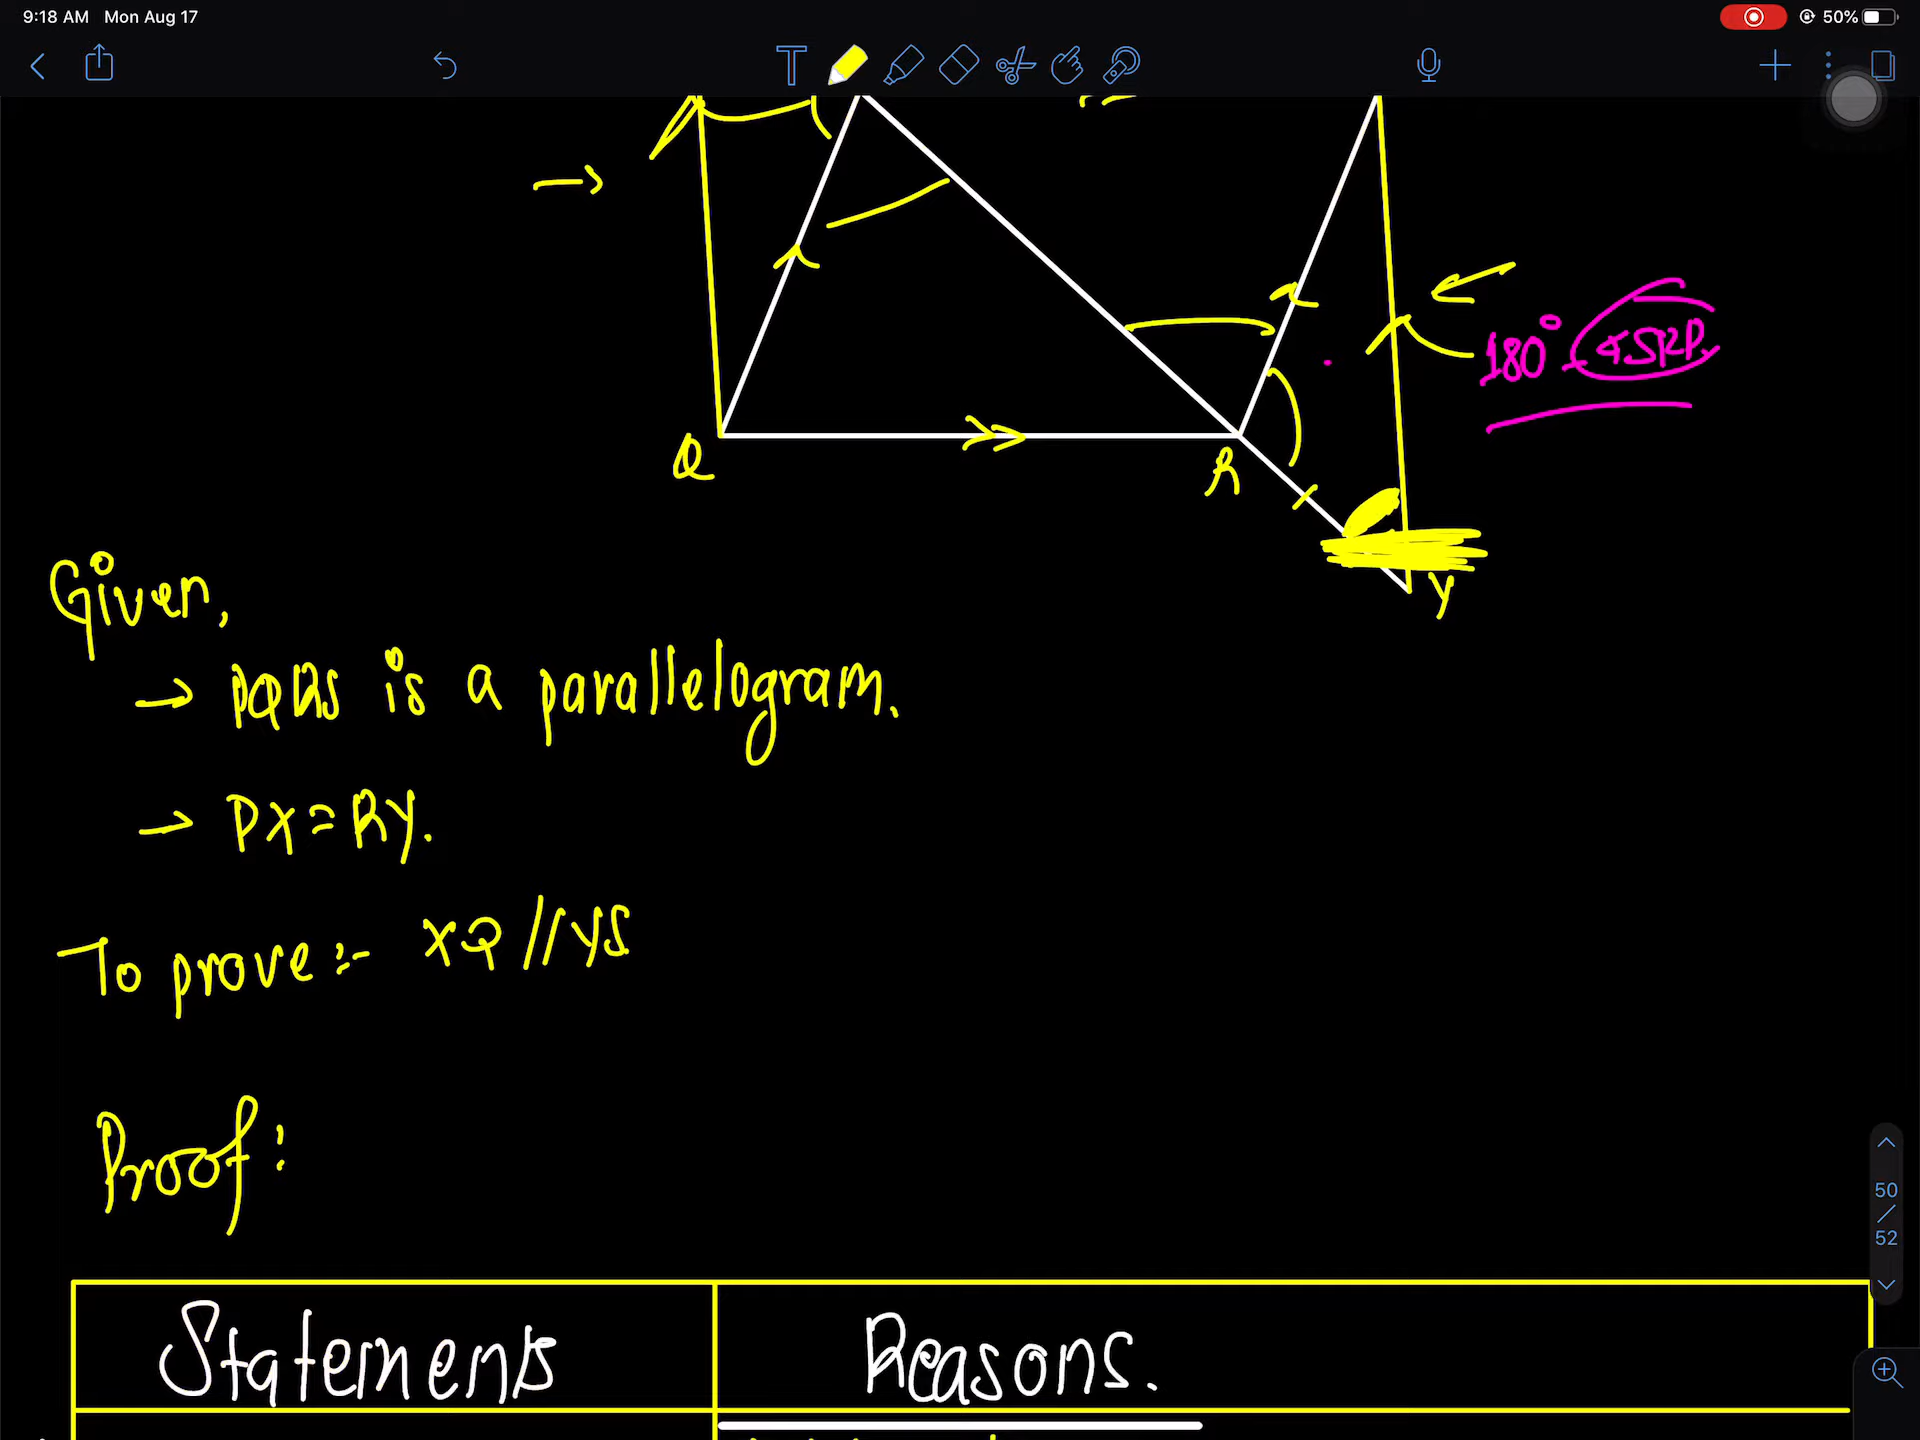 9:18 AM Mon Aug 17
50%
180° - ∢SRP
Q
R
Y
Given,
→ PQRS is a parallelogram.
→ PX = RY.
To prove:- XQ // YS
Proof:
50
/
52
Statements
Reasons.